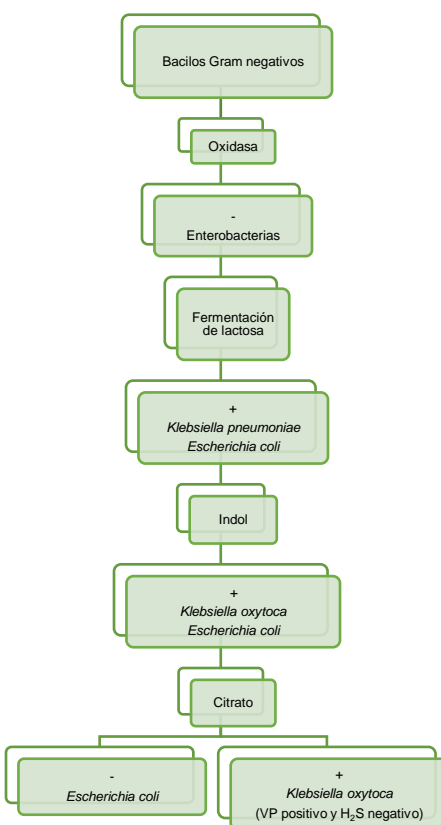 Bacilos Gram negativos
Oxidasa
-
Enterobacterias
Fermentación
de lactosa
+
Klebsiella pneumoniae
Escherichia coli
Indol
+
Klebsiella oxytoca
Escherichia coli
Citrato
-
Escherichia coli
+
Klebsiella oxytoca
(VP positivo y H₂S negativo)